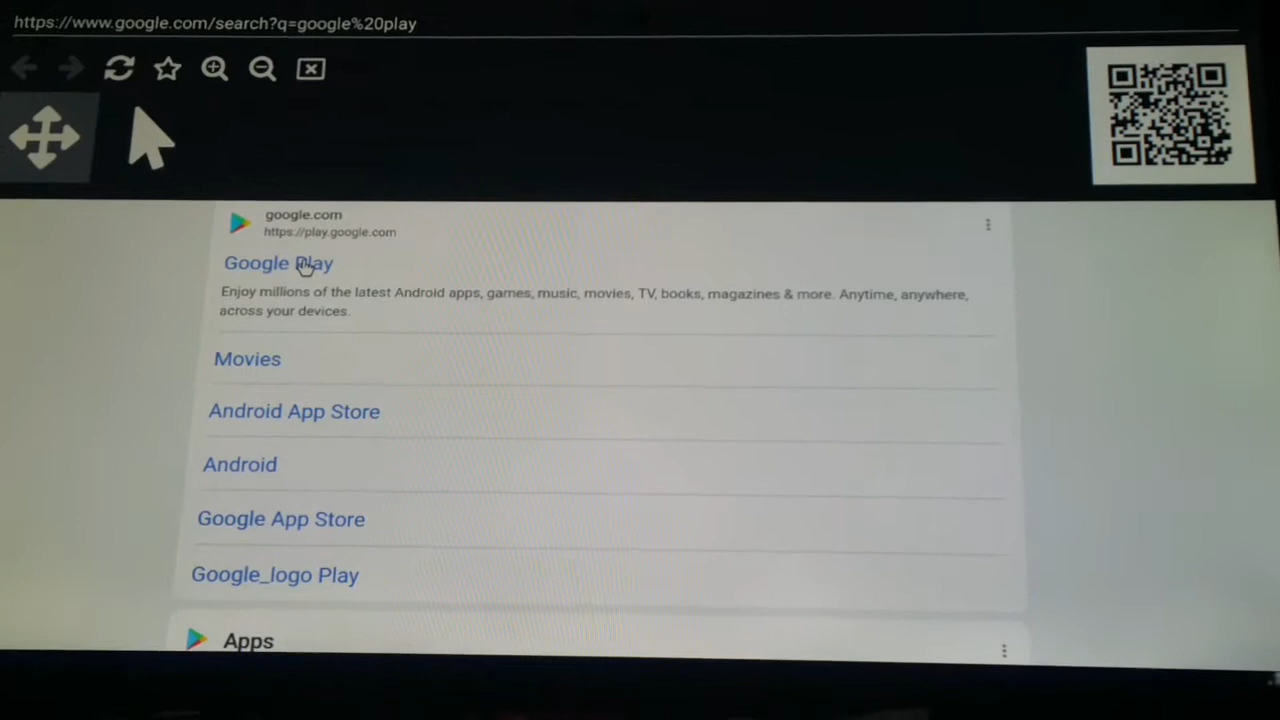 https://www.google.com/search?q=google%20play
google.com
https://play.google.com
Google Play
Enjoy millions of the latest Android apps, games, music, movies, TV, books, magazines & more. Anytime, anywhere,
across your devices.
Movies
Android App Store
Android
Google App Store
Google_logo Play
Apps